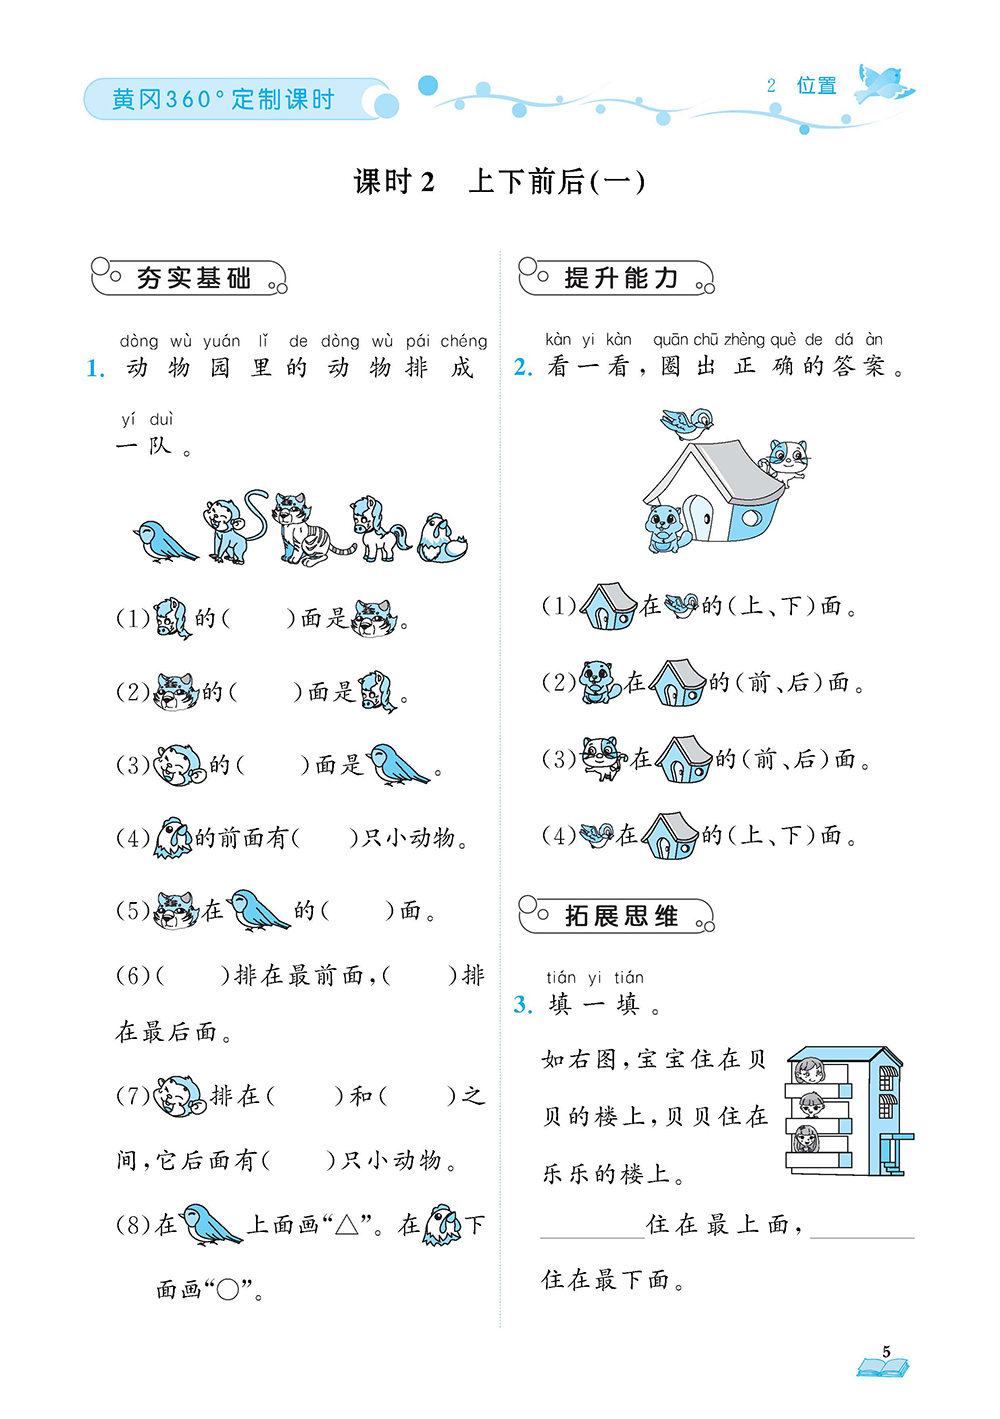 黄冈360°定制课时
2 位置
课时2 上下前后(一)
夯实基础
dòng wù yuán lǐ de dòng wù pái chéng
1. 动物园里的动物排成
yí duì
一队。
(1) 的( )面是 。
(2) 的( )面是 。
(3) 的( )面是 。
(4) 的前面有( )只小动物。
(5) 在 的( )面。
(6)( )排在最前面,( )排
在最后面。
(7) 排在( )和( )之
间,它后面有( )只小动物。
(8)在 上面画“△”。在 下
面画“○”。
提升能力
kàn yi kàn quān chū zhèng què de dá àn
2. 看一看,圈出正确的答案。
(1) 在 的(上、下)面。
(2) 在 的(前、后)面。
(3) 在 的(前、后)面。
(4) 在 的(上、下)面。
拓展思维
tián yi tián
3. 填一填。
如右图,宝宝住在贝
贝的楼上,贝贝住在
乐乐的楼上。
________住在最上面,________
住在最下面。
5